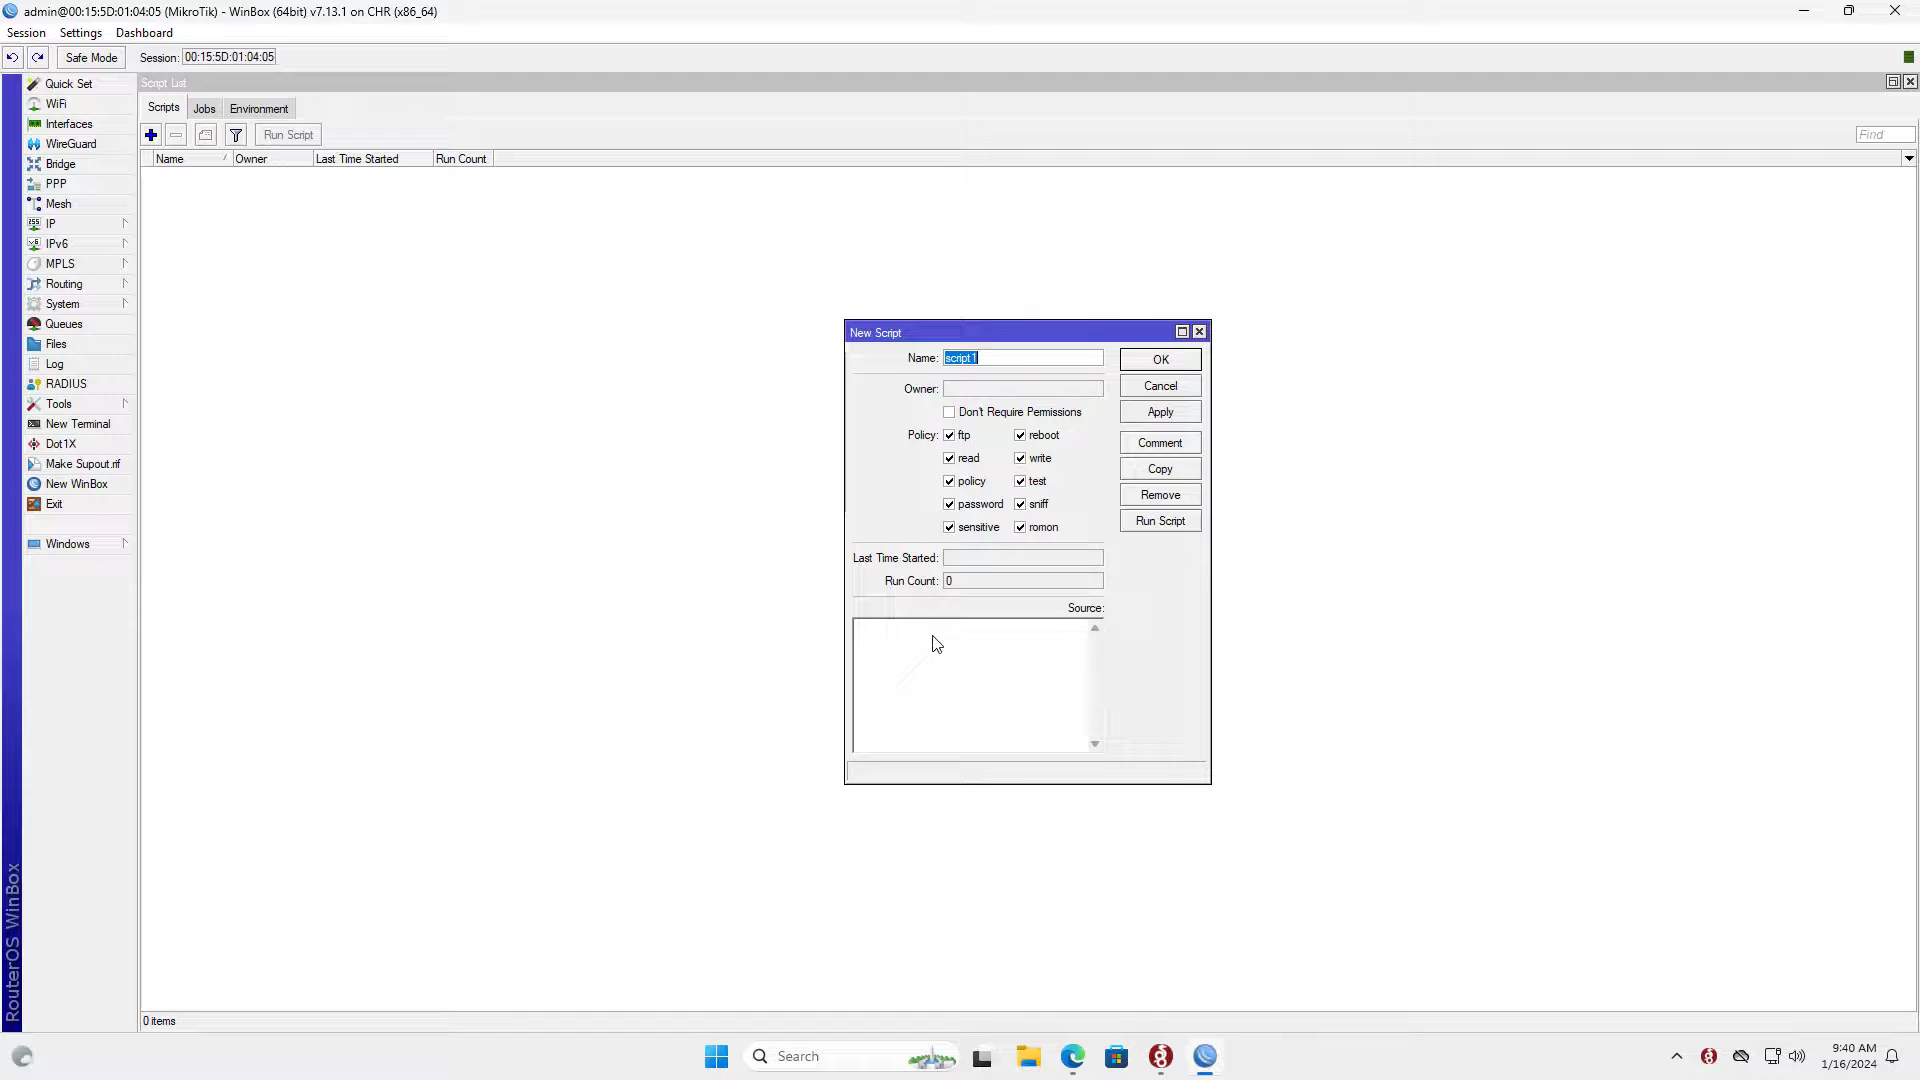 admin@00:15:5D:01:04:05 (MikroTik) - WinBox (64bit) v7.13.1 on CHR (x86_64)
Session Settings Dashboard
Safe Mode Session: 00:15:5D:01:04:05
Quick Set
WiFi
Interfaces
WireGuard
Bridge
PPP
Mesh
IP
IPv6
MPLS
Routing
System
Queues
Files
Log
RADIUS
Tools
New Terminal
Dot1X
Make Supout.rif
New WinBox
Exit
Windows
RouterOS WinBox
Script List
Scripts Jobs Environment
Run Script Find
Name Owner Last Time Started Run Count
New Script
Name: script1
Owner:
Don't Require Permissions
Policy: ftp reboot
read write
policy test
password sniff
sensitive romon
Last Time Started:
Run Count: 0
Source:
OK
Cancel
Apply
Comment
Copy
Remove
Run Script
0 items
Search
9:40 AM
1/16/2024